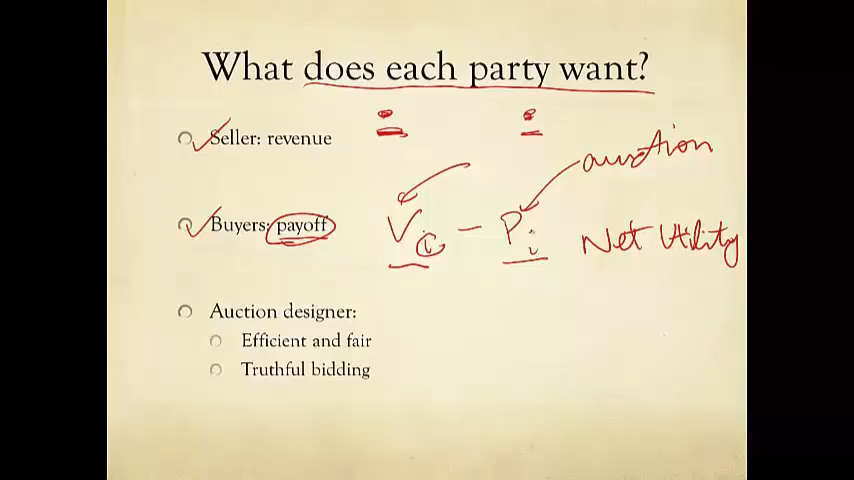 What does each party want?
Seller: revenue
auction
Buyers: payoff Vi - Pi Net Utility
Auction designer:
Efficient and fair
Truthful bidding